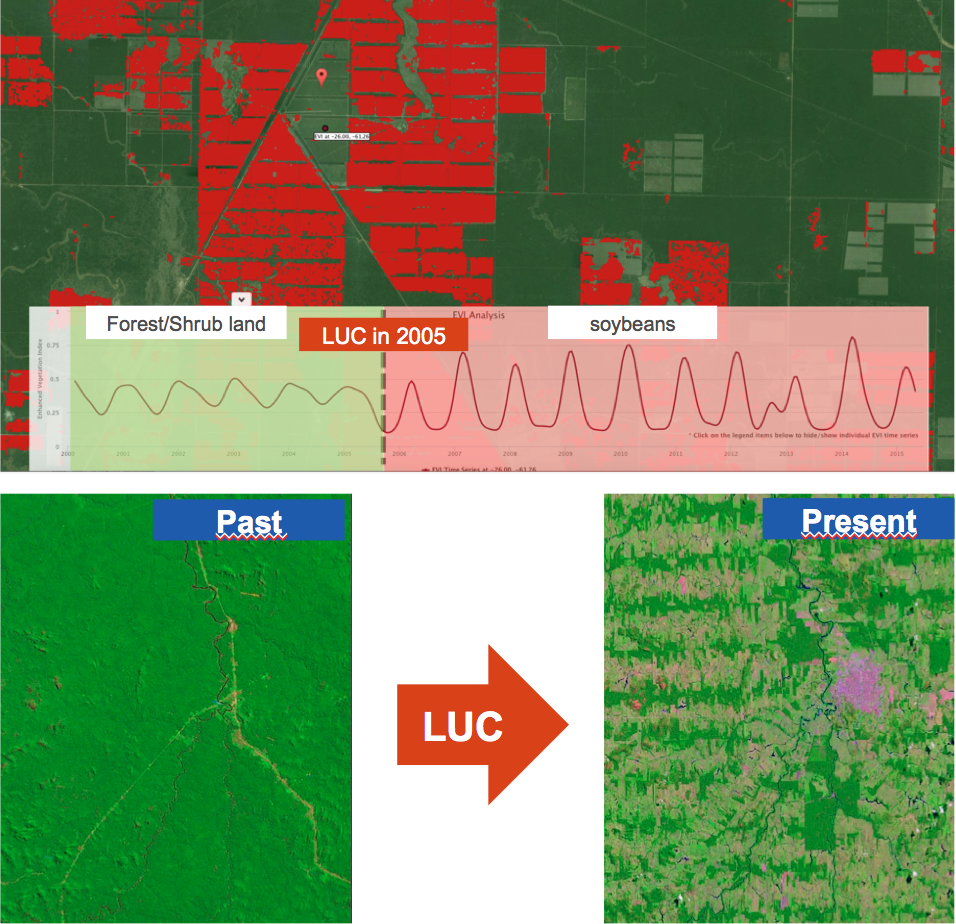 EVI at -26.00, -61.26
EVI Analysis
Forest/Shrub land
LUC in 2005
soybeans
Enhanced Vegetation Index
1
0.75
0.5
0.25
0
* Click on the legend items below to hide/show individual EVI time series
2000 2001 2002 2003 2004 2005 2006 2007 2008 2009 2010 2011 2012 2013 2014 2015
EVI Time Series at -26.00, -61.26
Past
Present
LUC